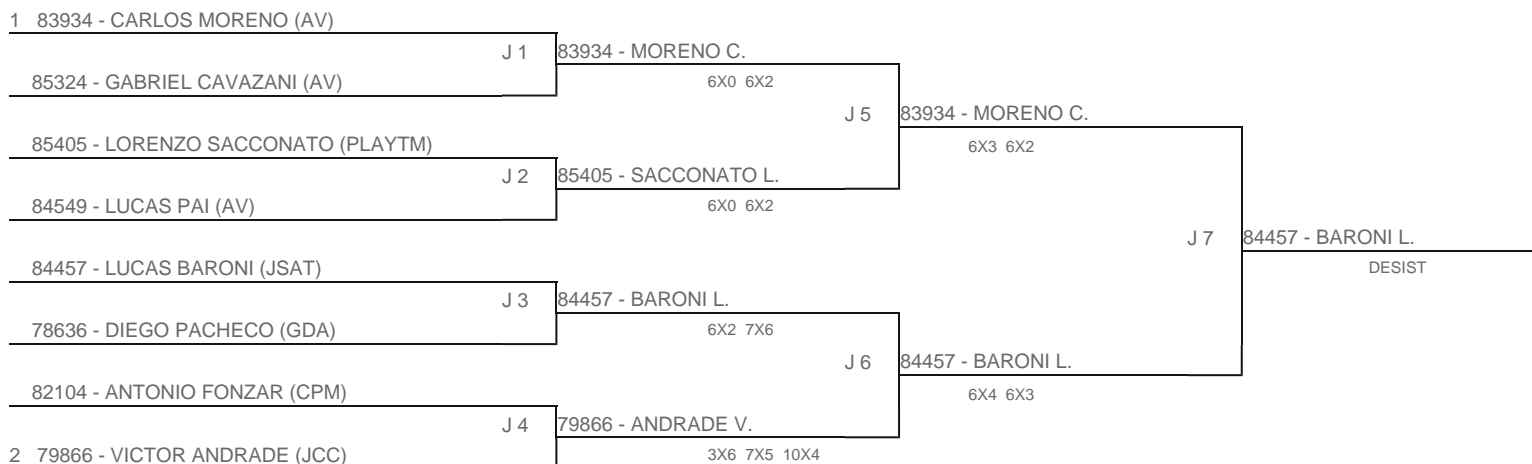 1 83934 - CARLOS MORENO (AV)
J 1 83934 - MORENO C.
85324 - GABRIEL CAVAZANI (AV) 6X0 6X2
J 5 83934 - MORENO C.
85405 - LORENZO SACCONATO (PLAYTM) 6X3 6X2
J 2 85405 - SACCONATO L.
84549 - LUCAS PAI (AV) 6X0 6X2
J 7 84457 - BARONI L.
84457 - LUCAS BARONI (JSAT) DESIST
J 3 84457 - BARONI L.
78636 - DIEGO PACHECO (GDA) 6X2 7X6
J 6 84457 - BARONI L.
82104 - ANTONIO FONZAR (CPM) 6X4 6X3
J 4 79866 - ANDRADE V.
2 79866 - VICTOR ANDRADE (JCC) 3X6 7X5 10X4